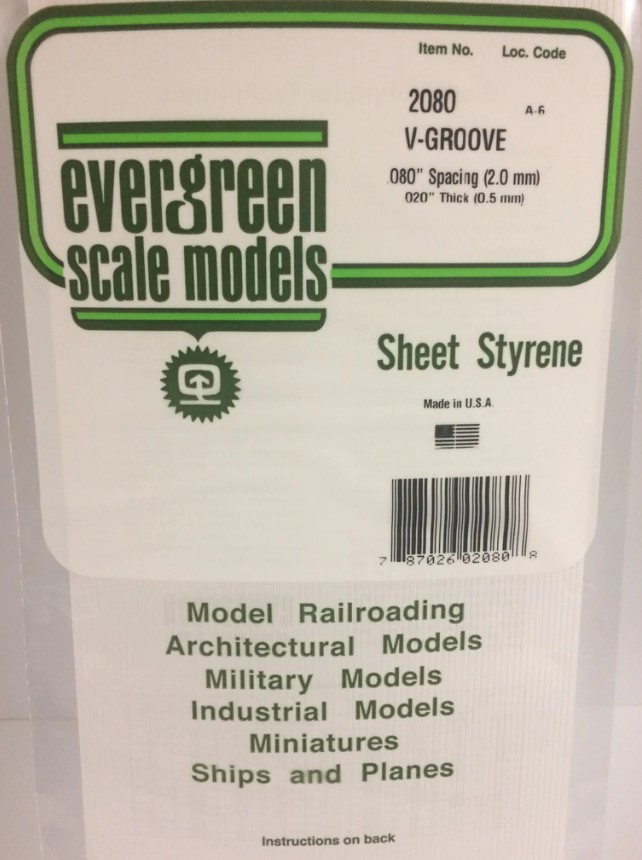 Item No. Loc. Code
2080 A-6
V-GROOVE
.080" Spacing (2.0 mm)
020" Thick (0.5 mm)
evergreen
scale models
Sheet Styrene
Made in U.S.A.
7 87026 02080 8
Model Railroading
Architectural Models
Military Models
Industrial Models
Miniatures
Ships and Planes
Instructions on back